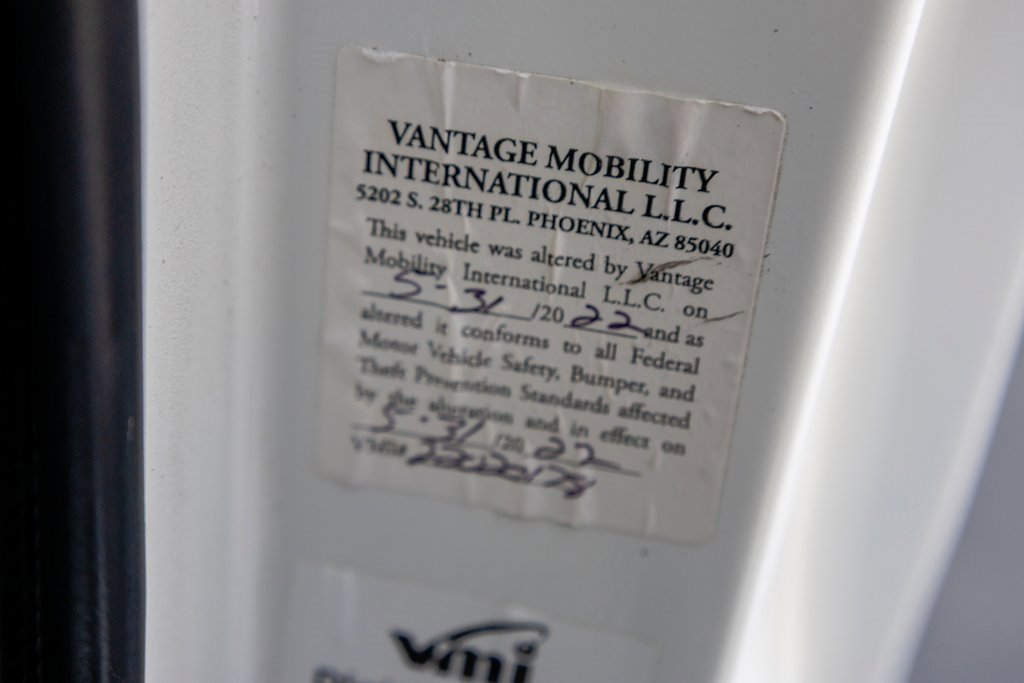 VANTAGE MOBILITY
INTERNATIONAL L.L.C.
5202 S. 28TH PL. PHOENIX, AZ 85040
This vehicle was altered by Vantage
Mobility International L.L.C. on
5-31 /20 22 and as
altered it conforms to all Federal
Motor Vehicle Safety, Bumper, and
Theft Prevention Standards affected
by the alteration and in effect on
5-31 /20 22
vmi